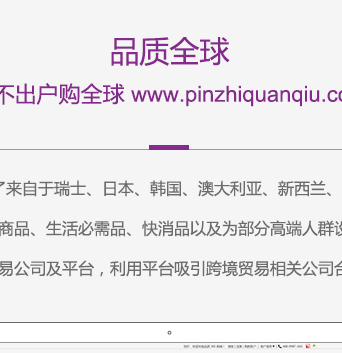 品质全球
不出户购全球 www.pinzhiquanqiu.co
了来自于瑞士、日本、韩国、澳大利亚、新西兰、
商品、生活必需品、快消品以及为部分高端人群设
易公司及平台，利用平台吸引跨境贸易相关公司合